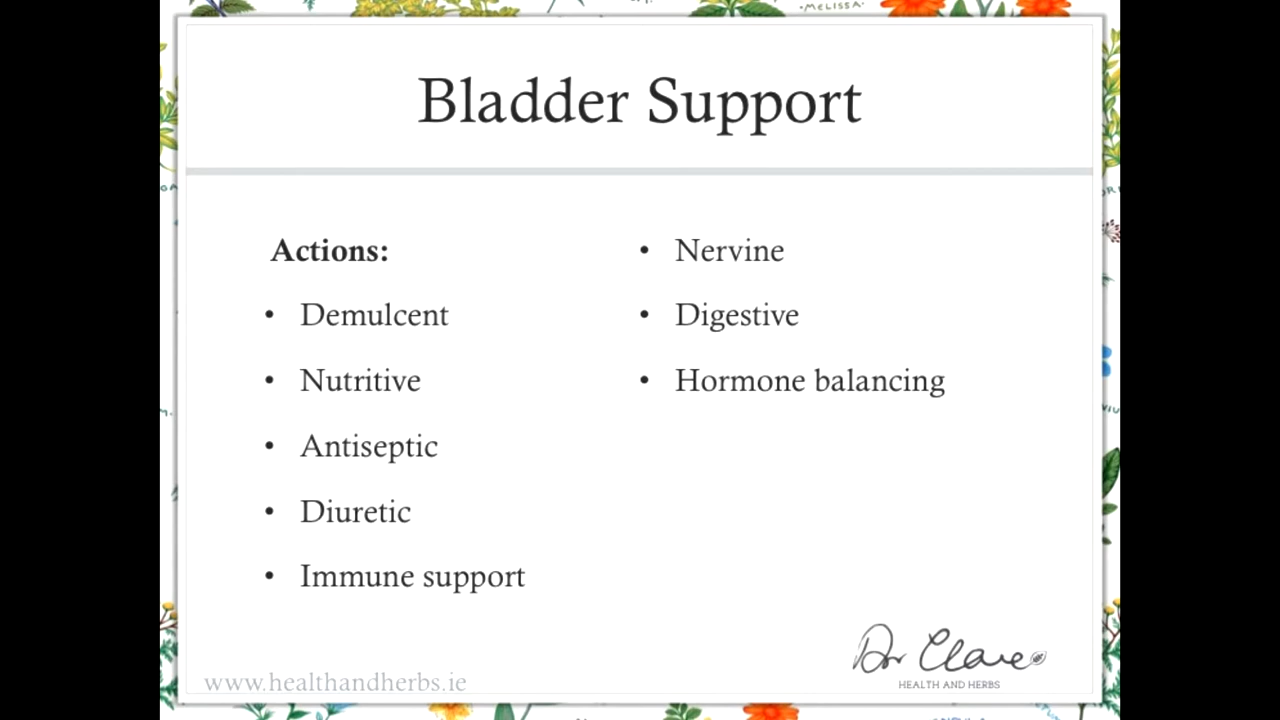 ·MELISSA·
Bladder Support
Actions:
• Demulcent
• Nutritive
• Antiseptic
• Diuretic
• Immune support
• Nervine
• Digestive
• Hormone balancing
Dr Clare
HEALTH AND HERBS
www.healthandherbs.ie